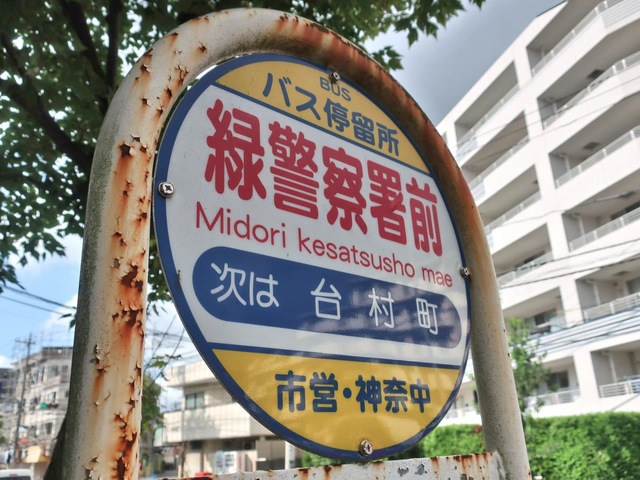 BUS
バス停留所
緑警察署前
Midori kesatsusho mae
次は 台村町
市営・神奈中